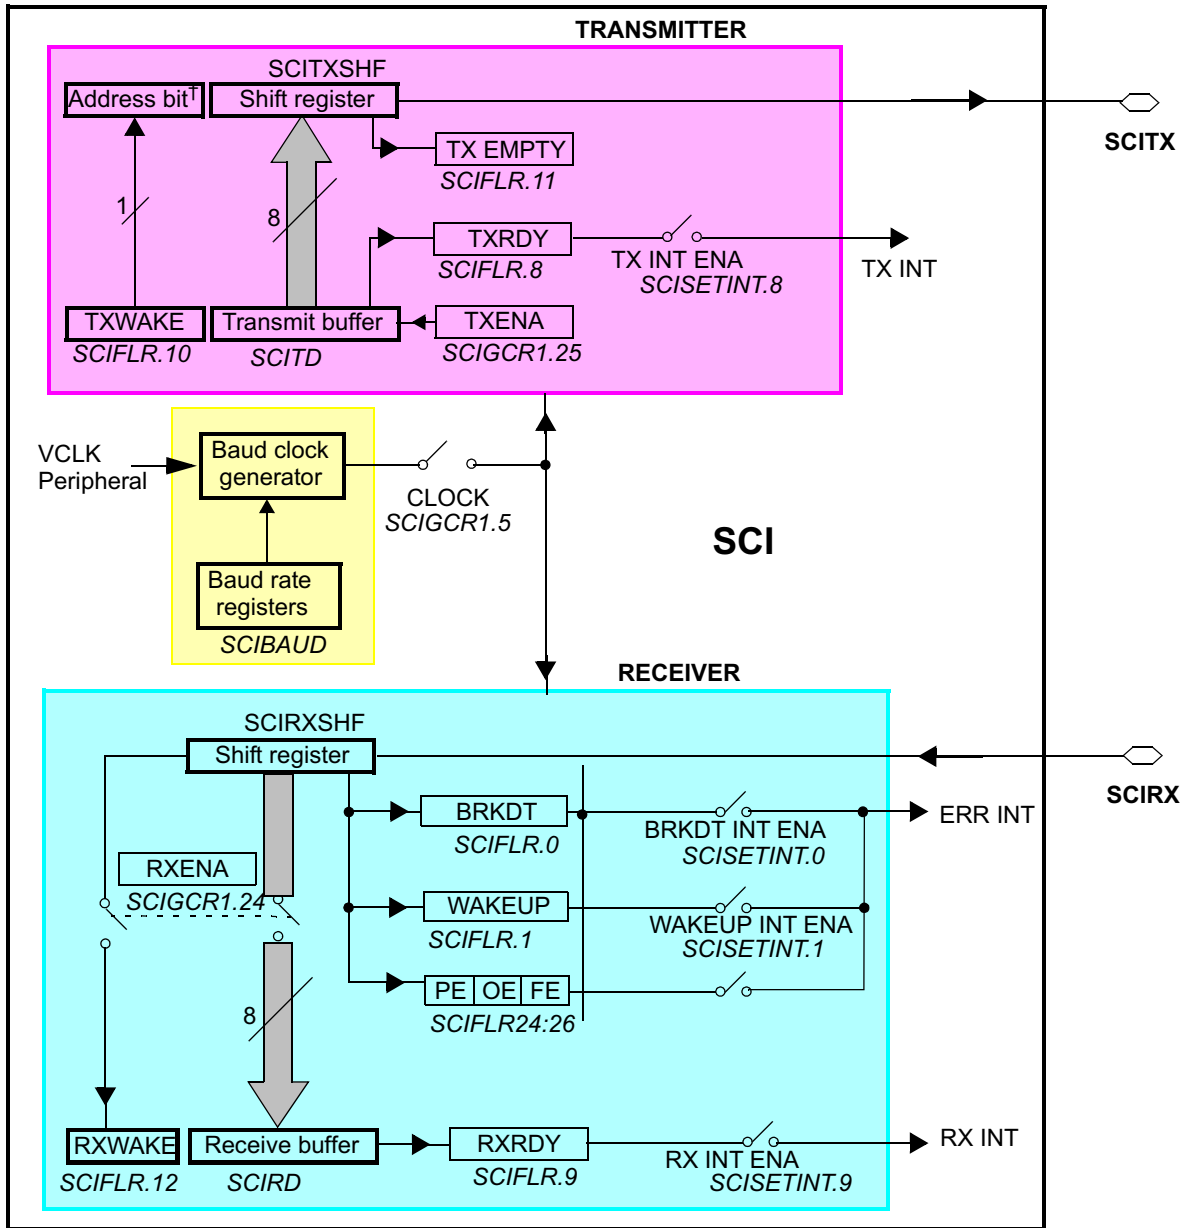 TRANSMITTER
SCITXSHF
Address bit†
Shift register
TX EMPTY
SCIFLR.11
SCITX
1
8
TXRDY
SCIFLR.8
TX INT ENA
SCISETINT.8
TX INT
TXWAKE
SCIFLR.10
Transmit buffer
SCITD
TXENA
SCIGCR1.25
VCLK
Peripheral
Baud clock
generator
CLOCK
SCIGCR1.5
SCI
Baud rate
registers
SCIBAUD
RECEIVER
SCIRXSHF
Shift register
SCIRX
BRKDT
SCIFLR.0
BRKDT INT ENA
SCISETINT.0
ERR INT
RXENA
SCIGCR1.24
WAKEUP
SCIFLR.1
WAKEUP INT ENA
SCISETINT.1
PE OE FE
SCIFLR24:26
8
RXWAKE
SCIFLR.12
Receive buffer
SCIRD
RXRDY
SCIFLR.9
RX INT ENA
SCISETINT.9
RX INT